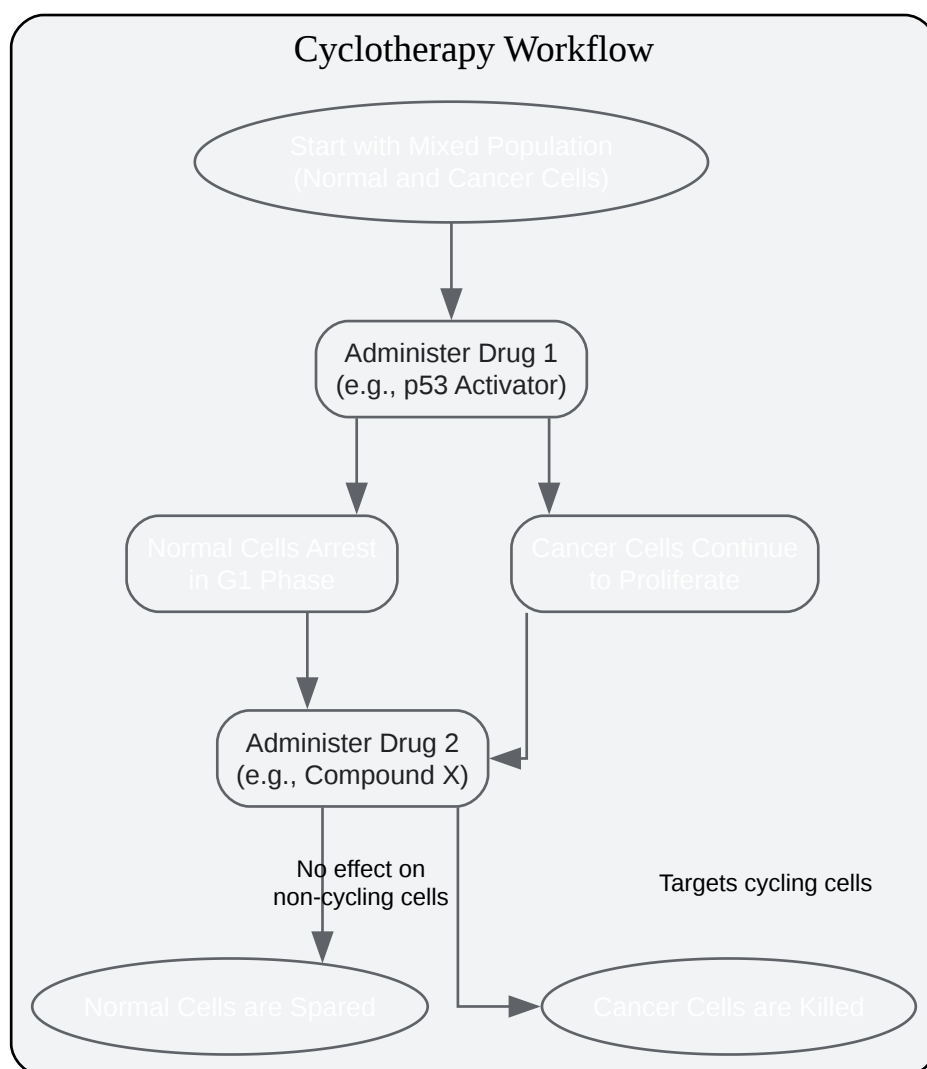 Cyclotherapy Workflow
Start with Mixed Population
(Normal and Cancer Cells)
Administer Drug 1
(e.g., p53 Activator)
Normal Cells Arrest
in G1 Phase
Cancer Cells Continue
to Proliferate
Administer Drug 2
(e.g., Compound X)
No effect on
non-cycling cells
Targets cycling cells
Normal Cells are Spared
Cancer Cells are Killed